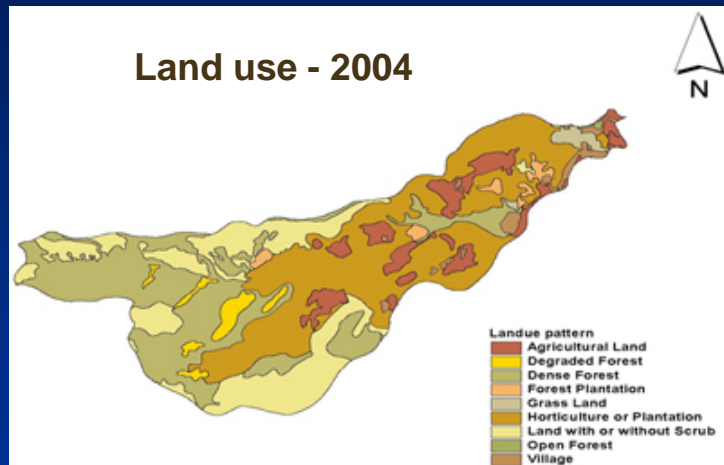 Land use - 2004
N
Landue pattern
Agricultural Land
Degraded Forest
Dense Forest
Forest Plantation
Grass Land
Horticulture or Plantation
Land with or without Scrub
Open Forest
Village